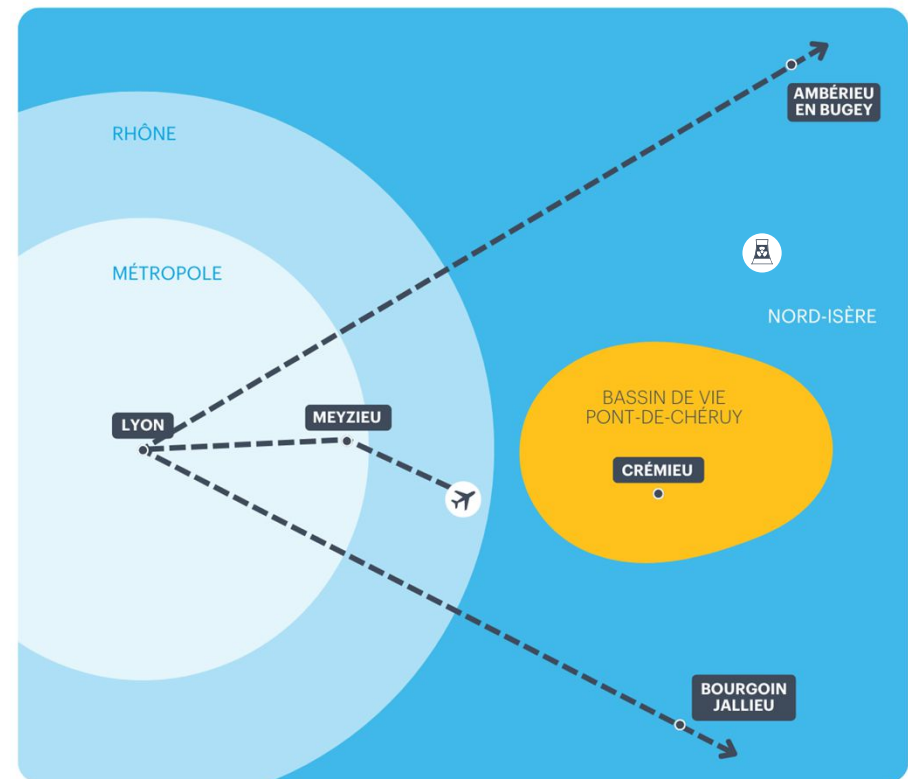 AMBÉRIEU
EN BUGEY
RHÔNE
MÉTROPOLE
NORD-ISÈRE
BASSIN DE VIE
PONT-DE-CHÉRUY
LYON
MEYZIEU
CRÉMIEU
BOURGOIN
JALLIEU